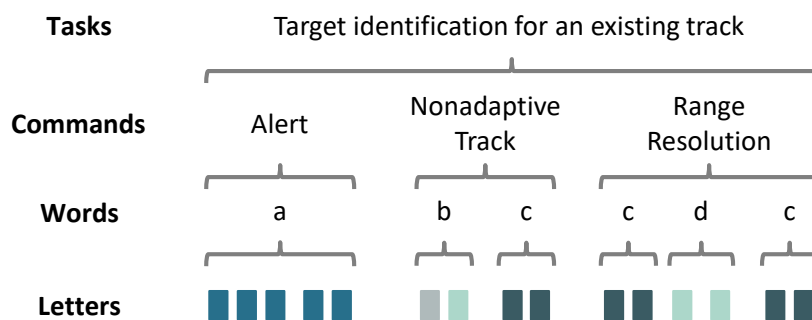 Tasks Target identification for an existing track
Commands Alert Nonadaptive Track Range Resolution
Words a b c c d c
Letters